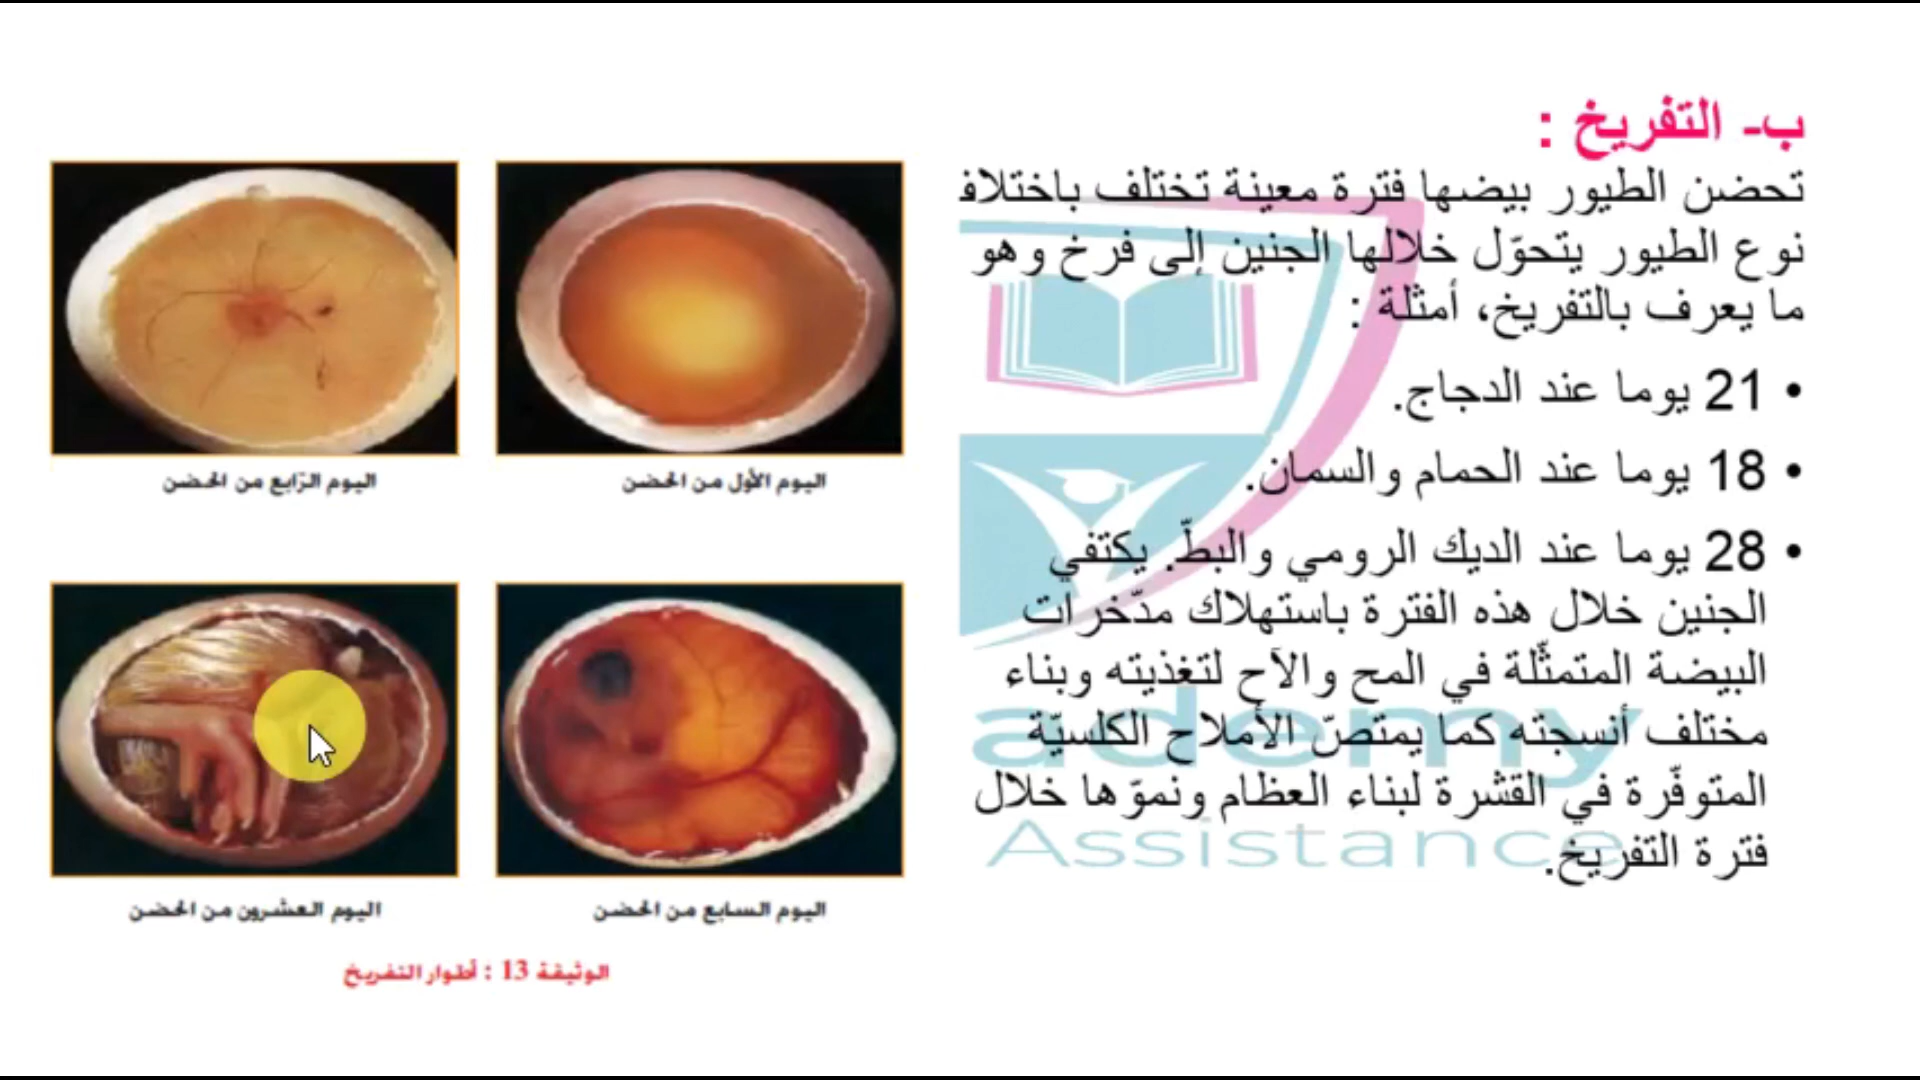 ب- التفريخ :
تحضن الطيور بيضها فترة معينة تختلف باختلاف
نوع الطيور يتحوّل خلالها الجنين إلى فرخ وهو
ما يعرف بالتفريخ، أمثلة :
• 21 يوما عند الدجاج.
• 18 يوما عند الحمام والسمان.
• 28 يوما عند الديك الرومي والبطّ. يكتفي
الجنين خلال هذه الفترة باستهلاك مدّخرات
البيضة المتمثّلة في المح والآح لتغذيته وبناء
مختلف أنسجته كما يمتصّ الأملاح الكلسيّة
المتوفّرة في القشرة لبناء العظام ونموّها خلال
فترة التفريخ.
ademy
Assistance
اليوم الأوّل من الحضن
اليوم الرّابع من الحضن
اليوم السابع من الحضن
اليوم العشرون من الحضن
الوثيقة 13 : أطوار التفريخ